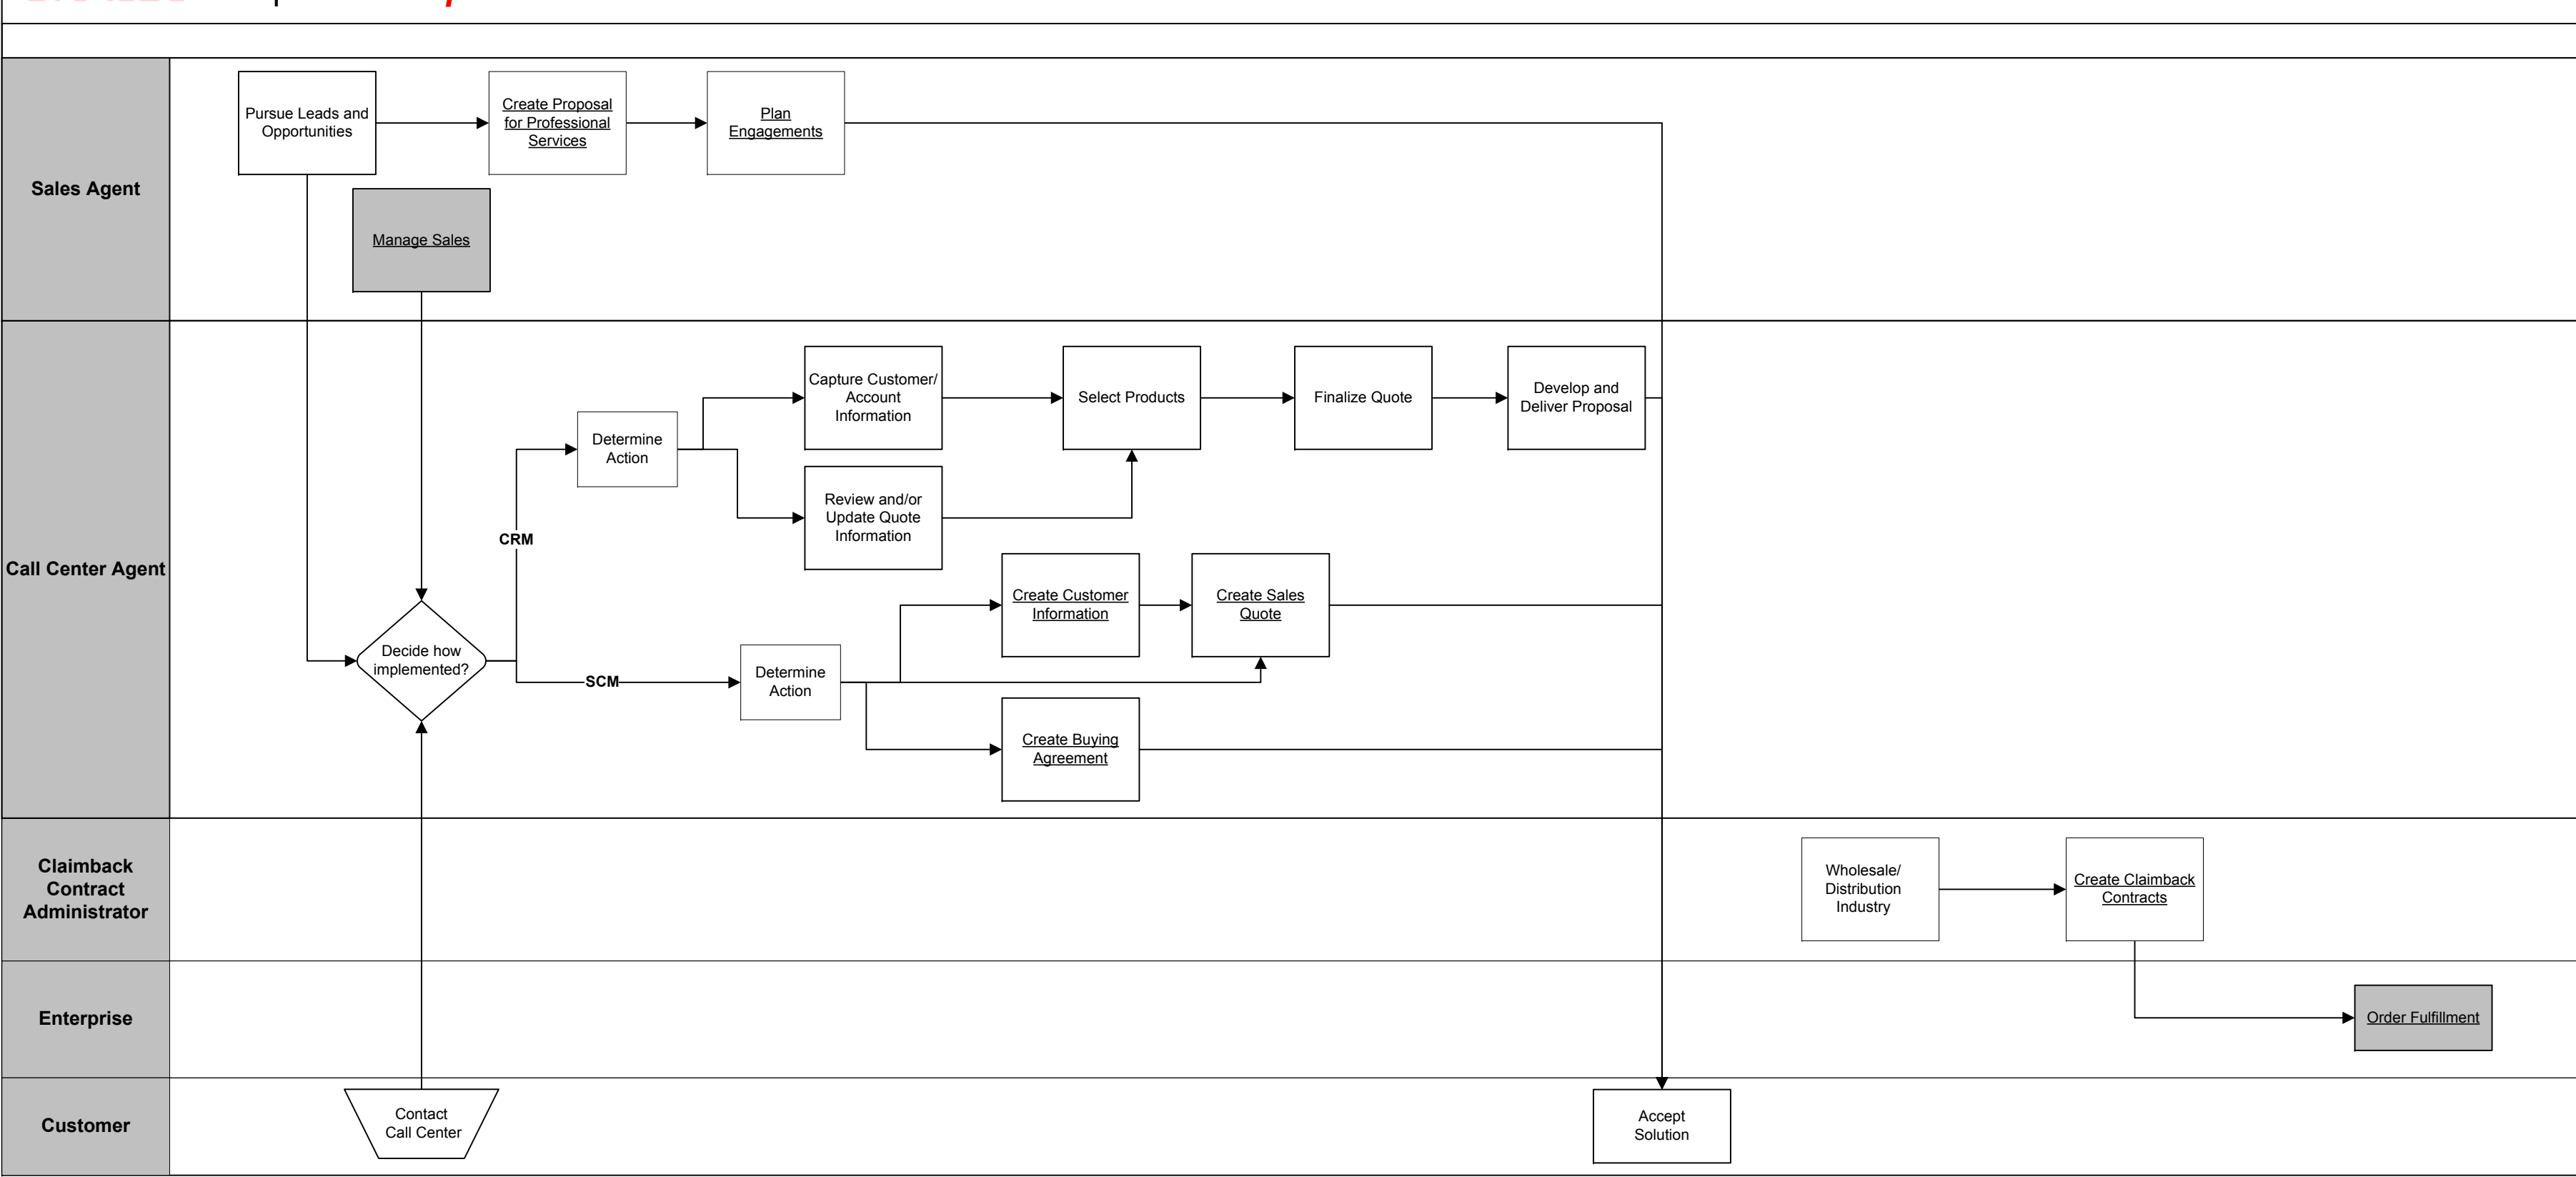 Sales Agent
Pursue Leads and
Opportunities
Create Proposal
for Professional
Services
Plan
Engagements
Manage Sales
Call Center Agent
Capture Customer/
Account
Information
Select Products
Finalize Quote
Develop and
Deliver Proposal
Determine
Action
Review and/or
Update Quote
Information
CRM
Create Customer
Information
Create Sales
Quote
Decide how
implemented?
SCM
Determine
Action
Create Buying
Agreement
Claimback
Contract
Administrator
Wholesale/
Distribution
Industry
Create Claimback
Contracts
Enterprise
Order Fulfillment
Customer
Contact
Call Center
Accept
Solution